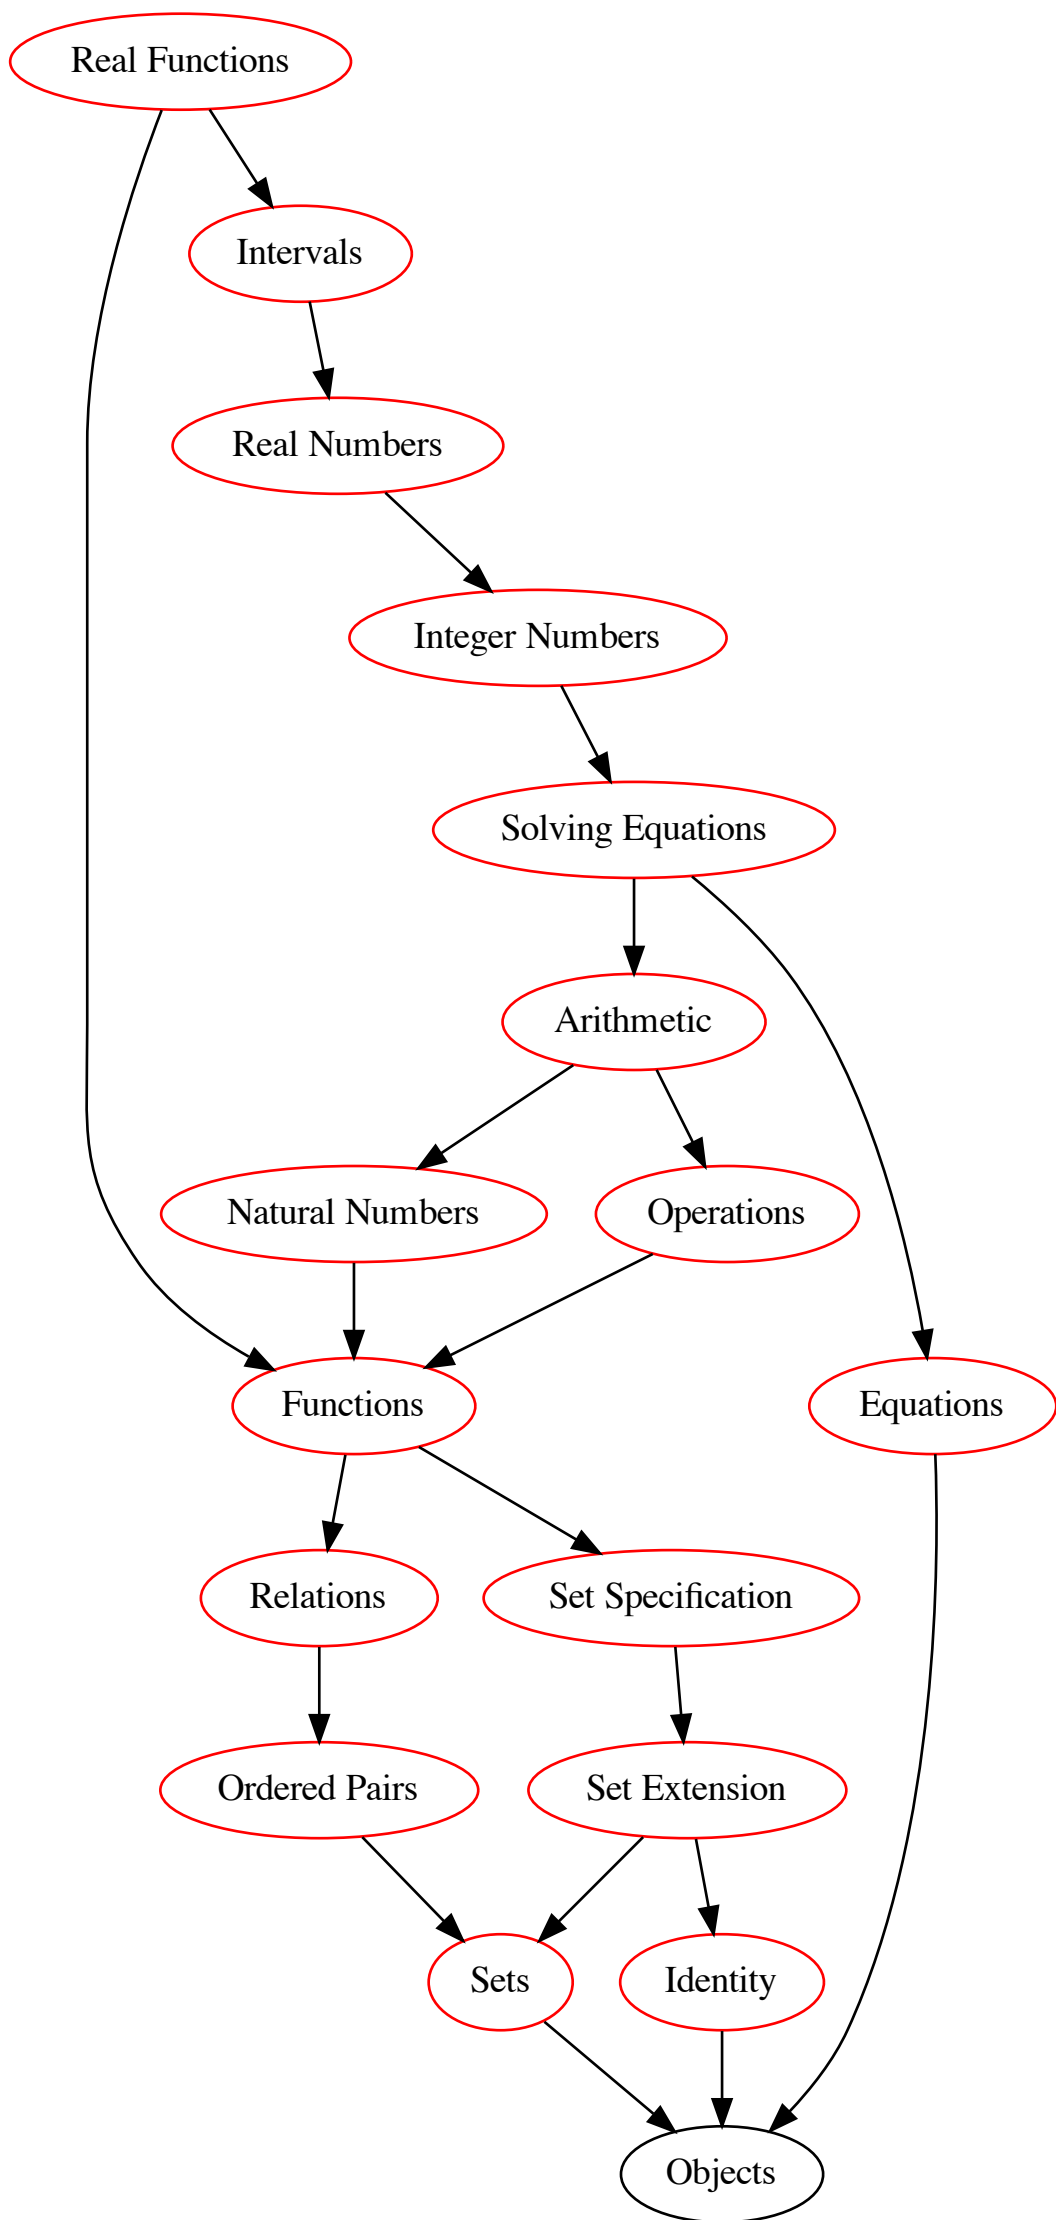 Real Functions
Intervals
Real Numbers
Integer Numbers
Solving Equations
Arithmetic
Natural Numbers
Operations
Functions
Equations
Relations
Set Specification
Ordered Pairs
Set Extension
Sets
Identity
Objects